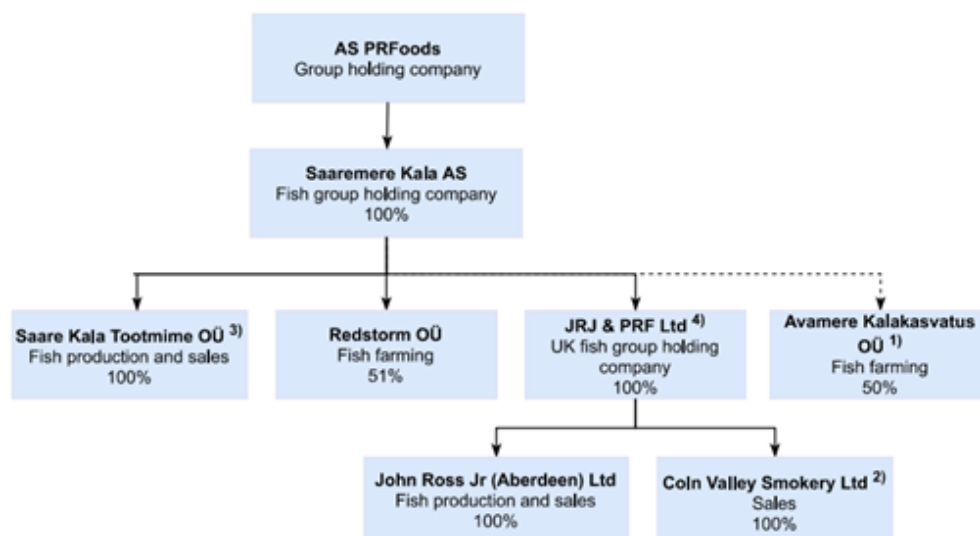 AS PRFoods
Group holding company
Saaremere Kala AS
Fish group holding company
100%
Saare Kala Tootmime OÜ 3)
Fish production and sales
100%
Redstorm OÜ
Fish farming
51%
JRJ & PRF Ltd 4)
UK fish group holding
company
100%
Avamere Kalakasvatus
OÜ 1)
Fish farming
50%
John Ross Jr (Aberdeen) Ltd
Fish production and sales
100%
Coln Valley Smokery Ltd 2)
Sales
100%